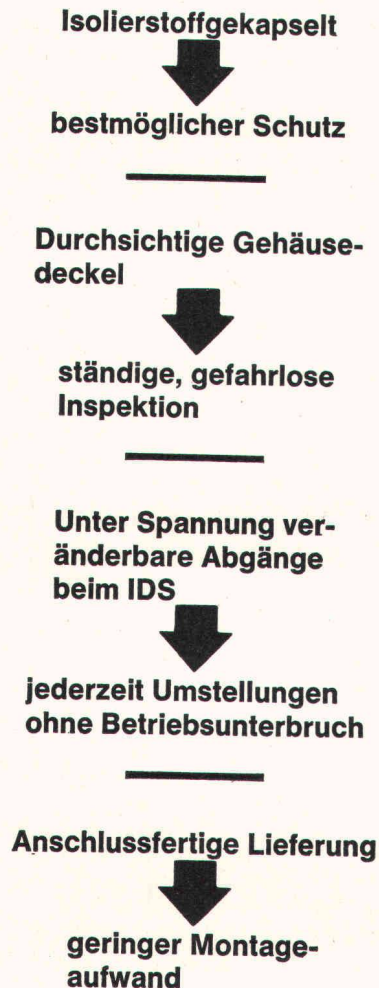 Isolierstoffgekapselt
bestmöglicher Schutz
Durchsichtige Gehäuse-
deckel
ständige, gefahrlose
Inspektion
Unter Spannung ver-
änderbare Abgänge
beim IDS
jederzeit Umstellungen
ohne Betriebsunterbruch
Anschlussfertige Lieferung
geringer Montage-
aufwand